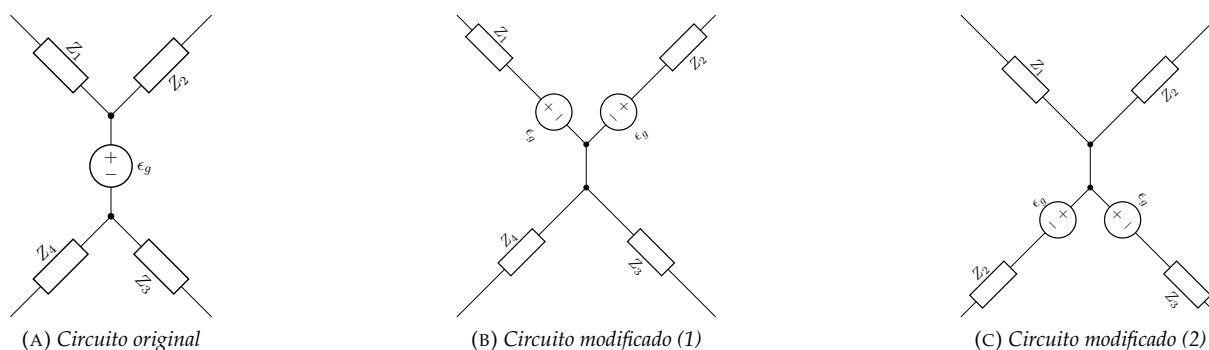 Z1
Z2
+
−
ϵg
Z4
Z3
(A) Circuito original
Z1
Z2
+
−
ϵg
+
−
ϵg
Z4
Z3
(B) Circuito modificado (1)
Z1
Z2
ϵg
+
−
ϵg
+
−
Z2
Z3
(C) Circuito modificado (2)